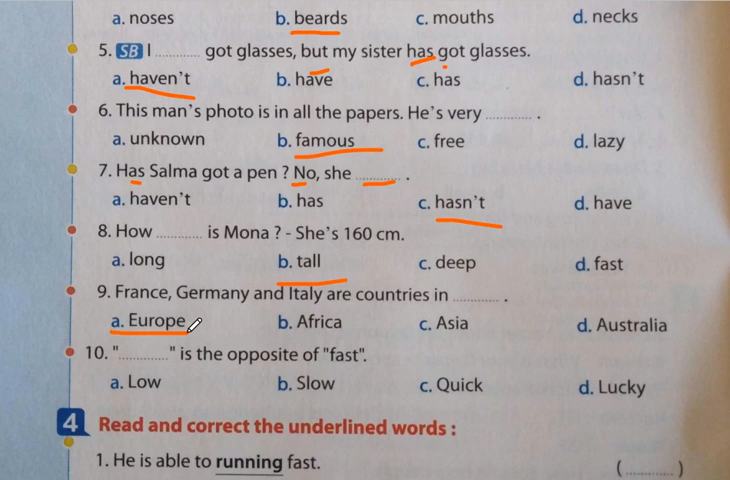 a. noses b. beards c. mouths d. necks
5. SB I ............ got glasses, but my sister has got glasses.
a. haven't b. have c. has d. hasn't
6. This man's photo is in all the papers. He's very ............ .
a. unknown b. famous c. free d. lazy
7. Has Salma got a pen ? No, she ............ .
a. haven't b. has c. hasn't d. have
8. How ............ is Mona ? - She's 160 cm.
a. long b. tall c. deep d. fast
9. France, Germany and Italy are countries in ............ .
a. Europe b. Africa c. Asia d. Australia
10. "............" is the opposite of "fast".
a. Low b. Slow c. Quick d. Lucky
4 Read and correct the underlined words :
1. He is able to running fast. (............)